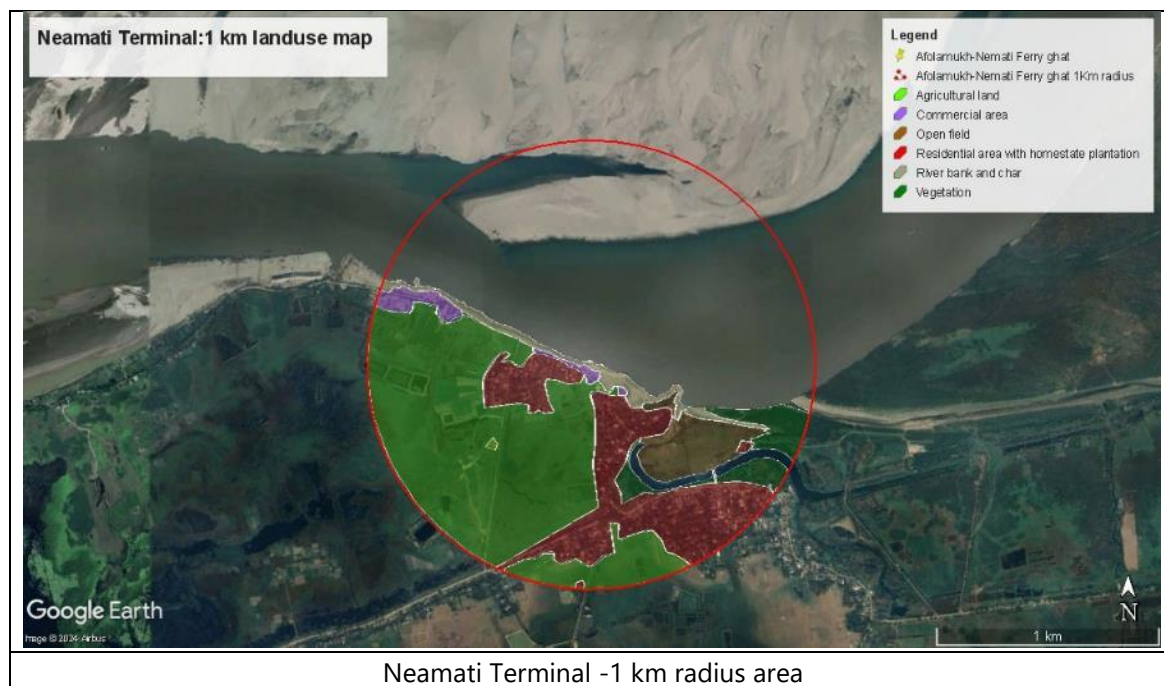 Neamati Terminal:1 km landuse map
Legend
Afolamukh-Nemati Ferry ghat
Afolamukh-Nemati Ferry ghat 1Km radius
Agricultural land
Commercial area
Open field
Residential area with homestate plantation
River bank and char
Vegetation
Google Earth
Image © 2024 Airbus
N
1 km
Neamati Terminal -1 km radius area